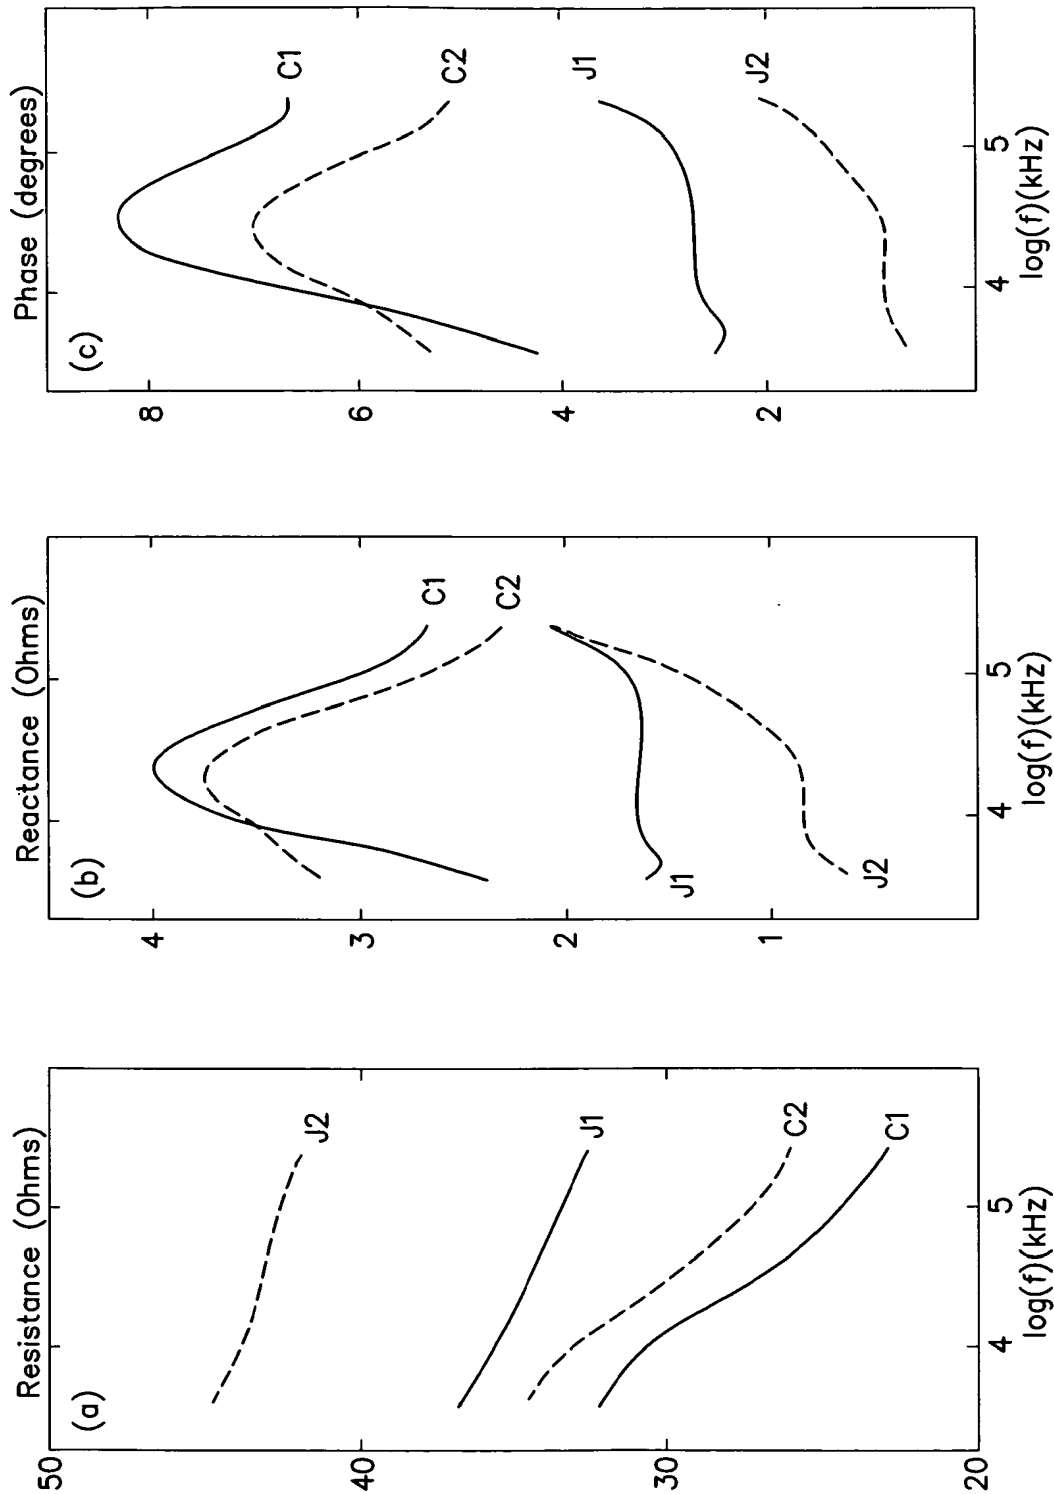 Resistance (Ohms)
(a)
50
40
30
20
J2
J1
C2
C1
4
5
log(f)(kHz)
Reactance (Ohms)
(b)
4
3
2
1
C1
C2
J1
J2
4
5
log(f)(kHz)
Phase (degrees)
(c)
8
6
4
2
C1
C2
J1
J2
4
5
log(f)(kHz)